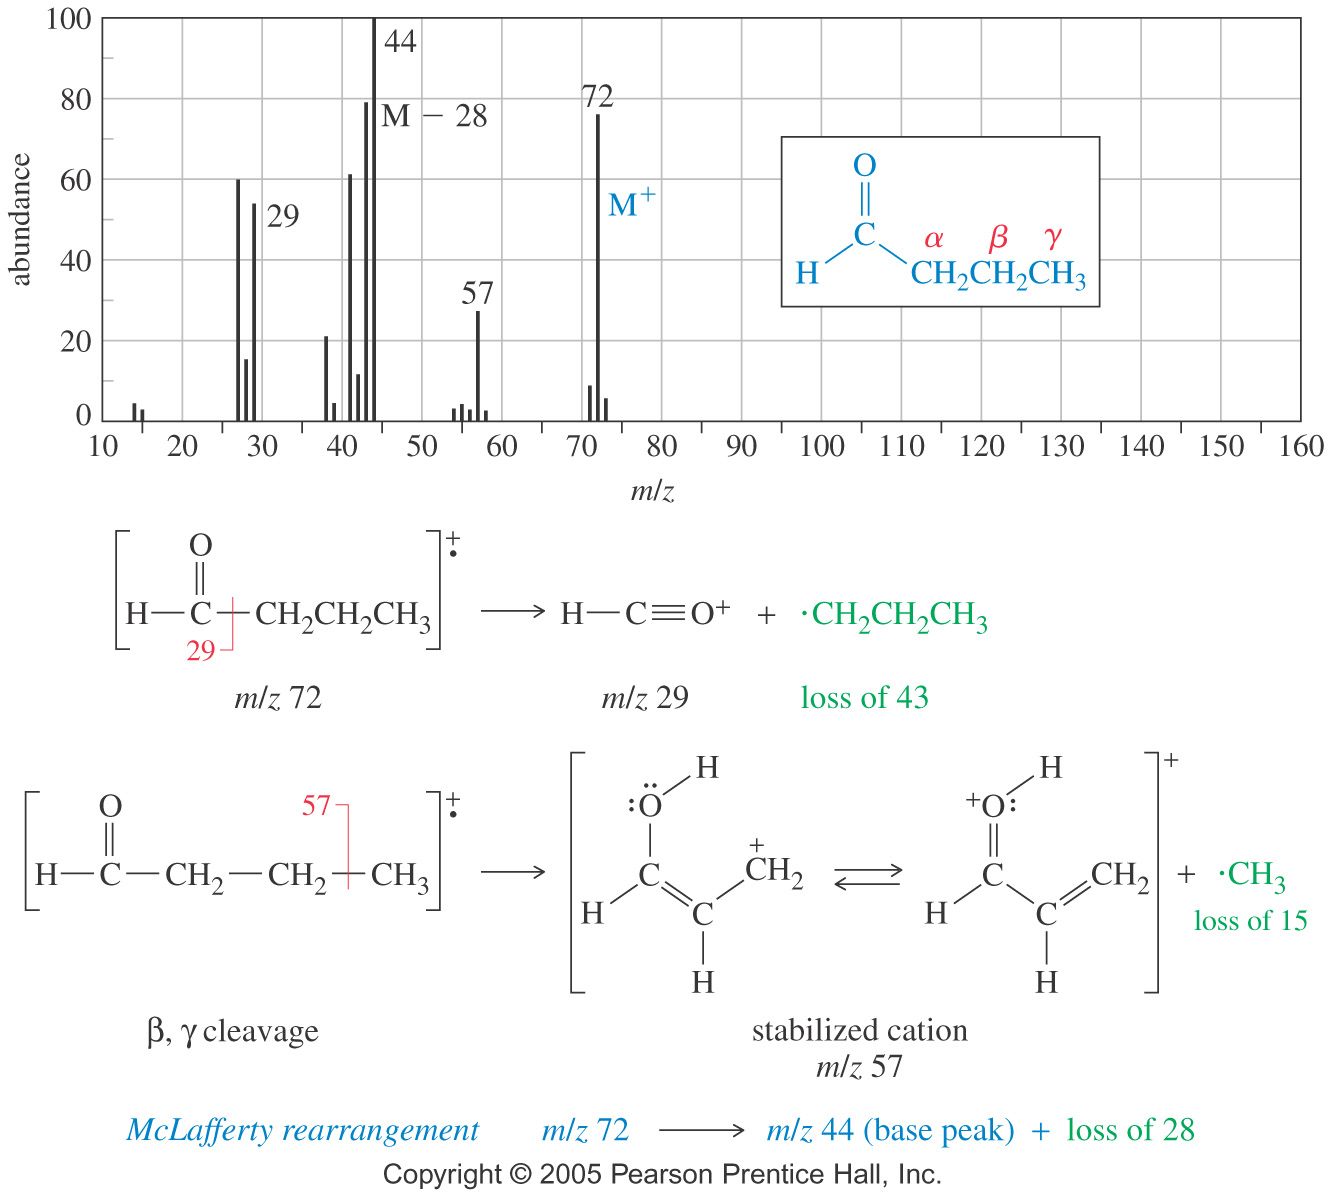 100
44
80
M − 28
72
60
29
M⁺
abundance
40
57
20
0
10 20 30 40 50 60 70 80 90 100 110 120 130 140 150 160
m/z
O
C α β γ
H CH₂CH₂CH₃
O
H—C—CH₂CH₂CH₃ ⟶ H—C≡O⁺ + ·CH₂CH₂CH₃
29
m/z 72 m/z 29 loss of 43
O 57
H—C—CH₂—CH₂—CH₃
H
O
H C C CH₂
+
H
H
+O:
H C C CH₂
H
+ ·CH₃
loss of 15
β, γ cleavage stabilized cation
m/z 57
McLafferty rearrangement m/z 72 ⟶ m/z 44 (base peak) + loss of 28
Copyright © 2005 Pearson Prentice Hall, Inc.